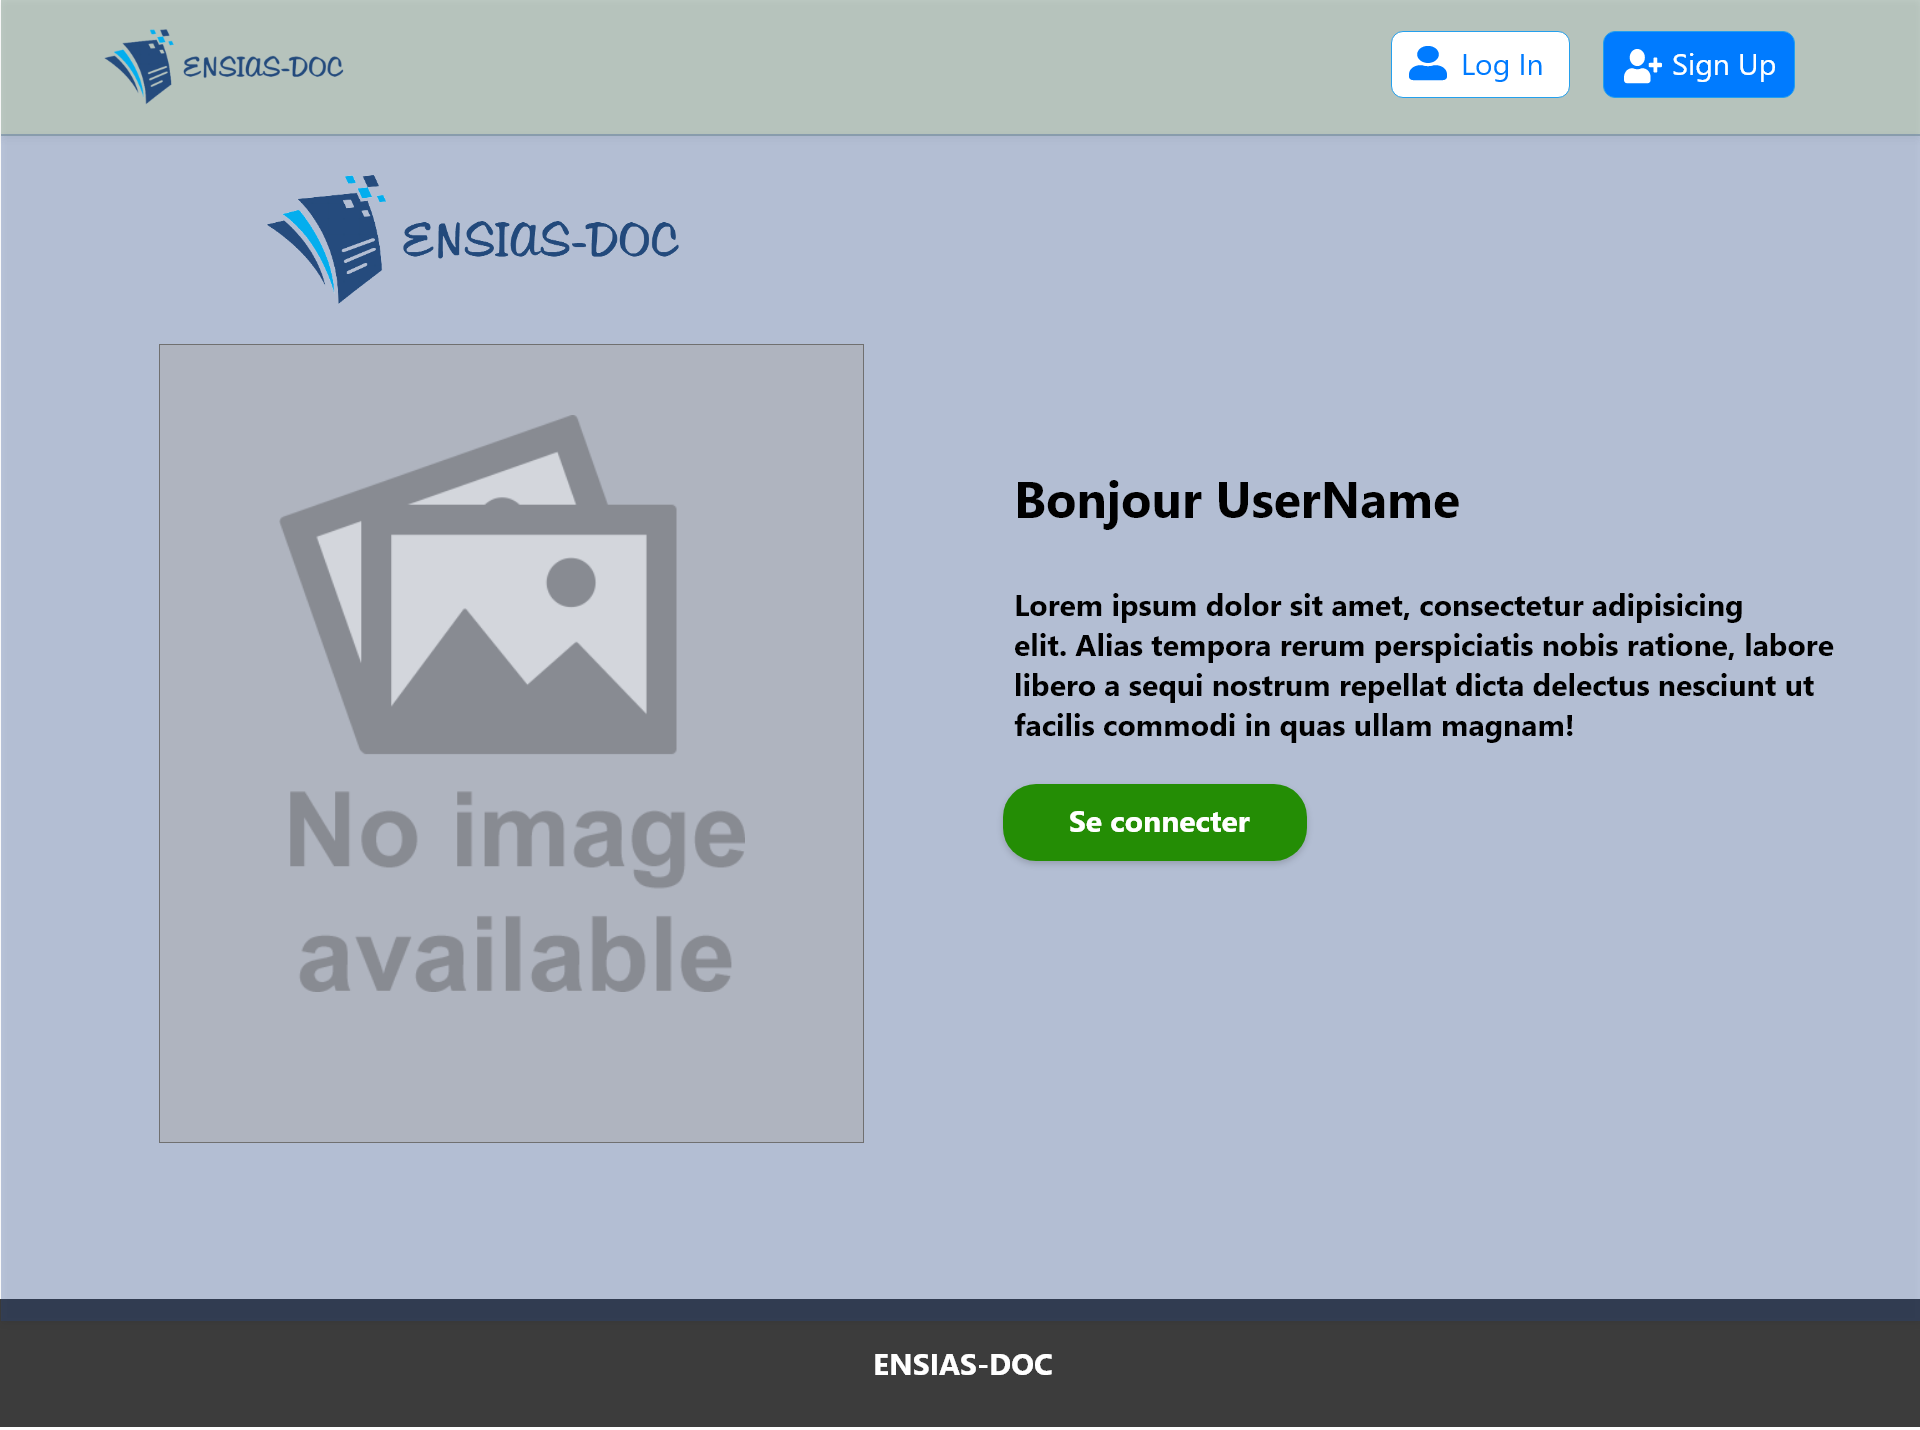 ENSIAS-DOC
Log In
Sign Up
ENSIAS-DOC
No image
available
Bonjour UserName
Lorem ipsum dolor sit amet, consectetur adipisicing
elit. Alias tempora rerum perspiciatis nobis ratione, labore
libero a sequi nostrum repellat dicta delectus nesciunt ut
facilis commodi in quas ullam magnam!
Se connecter
ENSIAS-DOC